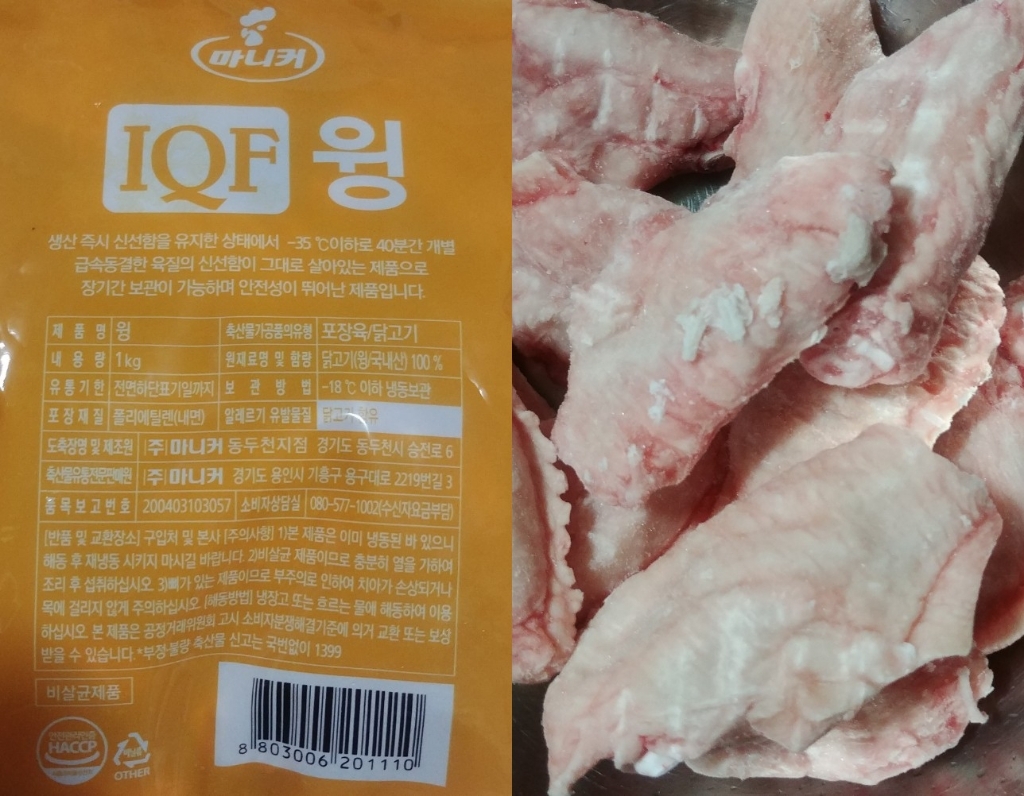 마니커
IQF 윙
생산 즉시 신선함을 유지한 상태에서 -35 ℃이하로 40분간 개별
급속동결한 육질의 신선함이 그대로 살아있는 제품으로
장기간 보관이 가능하며 안전성이 뛰어난 제품입니다.
제 품 명 윙 축산물가공품의유형 포장육/닭고기
내 용 량 1kg 원재료명 및 함량 닭고기(윙/국내산) 100 %
유 통 기 한 전면하단표기일까지 보 관 방 법 -18 ℃ 이하 냉동보관
포 장 재 질 폴리에틸렌(내면) 알레르기 유발물질 닭고기 함유
도축장명 및 제조원 (주)마니커 동두천지점 경기도 동두천시 승전로 6
축산물유통전문판매원 (주)마니커 경기도 용인시 기흥구 용구대로 2219번길 3
품 목 보 고 번 호 200403103057 소비자상담실 080-577-1002(수신자요금부담)
[반품 및 교환장소] 구입처 및 본사 [주의사항] 1)본 제품은 이미 냉동된 바 있으니
해동 후 재냉동 시키지 마시길 바랍니다. 2)비살균 제품이므로 충분히 열을 가하여
조리 후 섭취하십시오. 3)뼈가 있는 제품이므로 부주의로 인하여 치아가 손상되거나
목에 걸리지 않게 주의하십시오. [해동방법] 냉장고 또는 흐르는 물에 해동하여 이용
하십시오. 본 제품은 공정거래위원회 고시 소비자분쟁해결기준에 의거 교환 또는 보상
받을 수 있습니다. *부정·불량 축산물 신고는 국번없이 1399
비살균제품
HACCP
OTHER
8 803006 201110